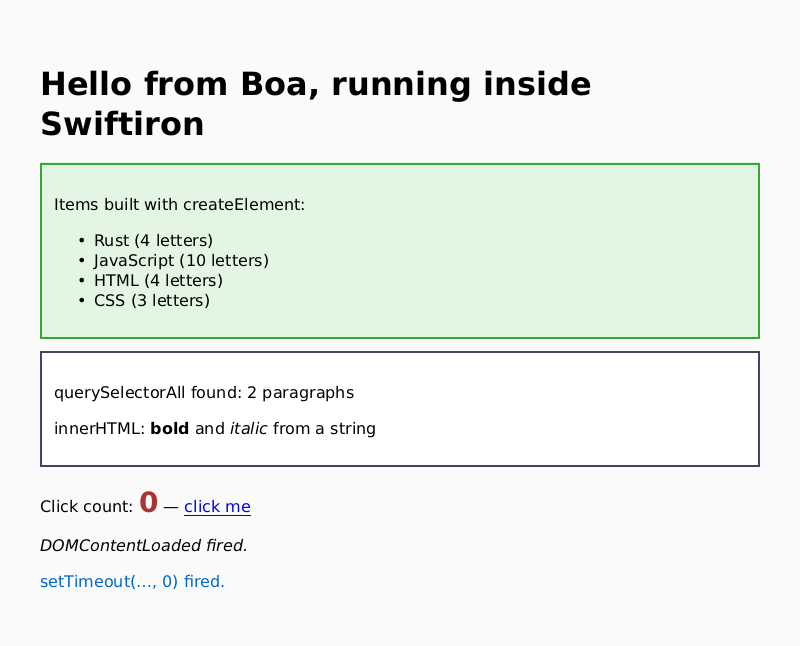 Hello from Boa, running inside
Swiftiron
Items built with createElement:
• Rust (4 letters)
• JavaScript (10 letters)
• HTML (4 letters)
• CSS (3 letters)
querySelectorAll found: 2 paragraphs
innerHTML: bold and italic from a string
Click count: 0 — click me
DOMContentLoaded fired.
setTimeout(…, 0) fired.